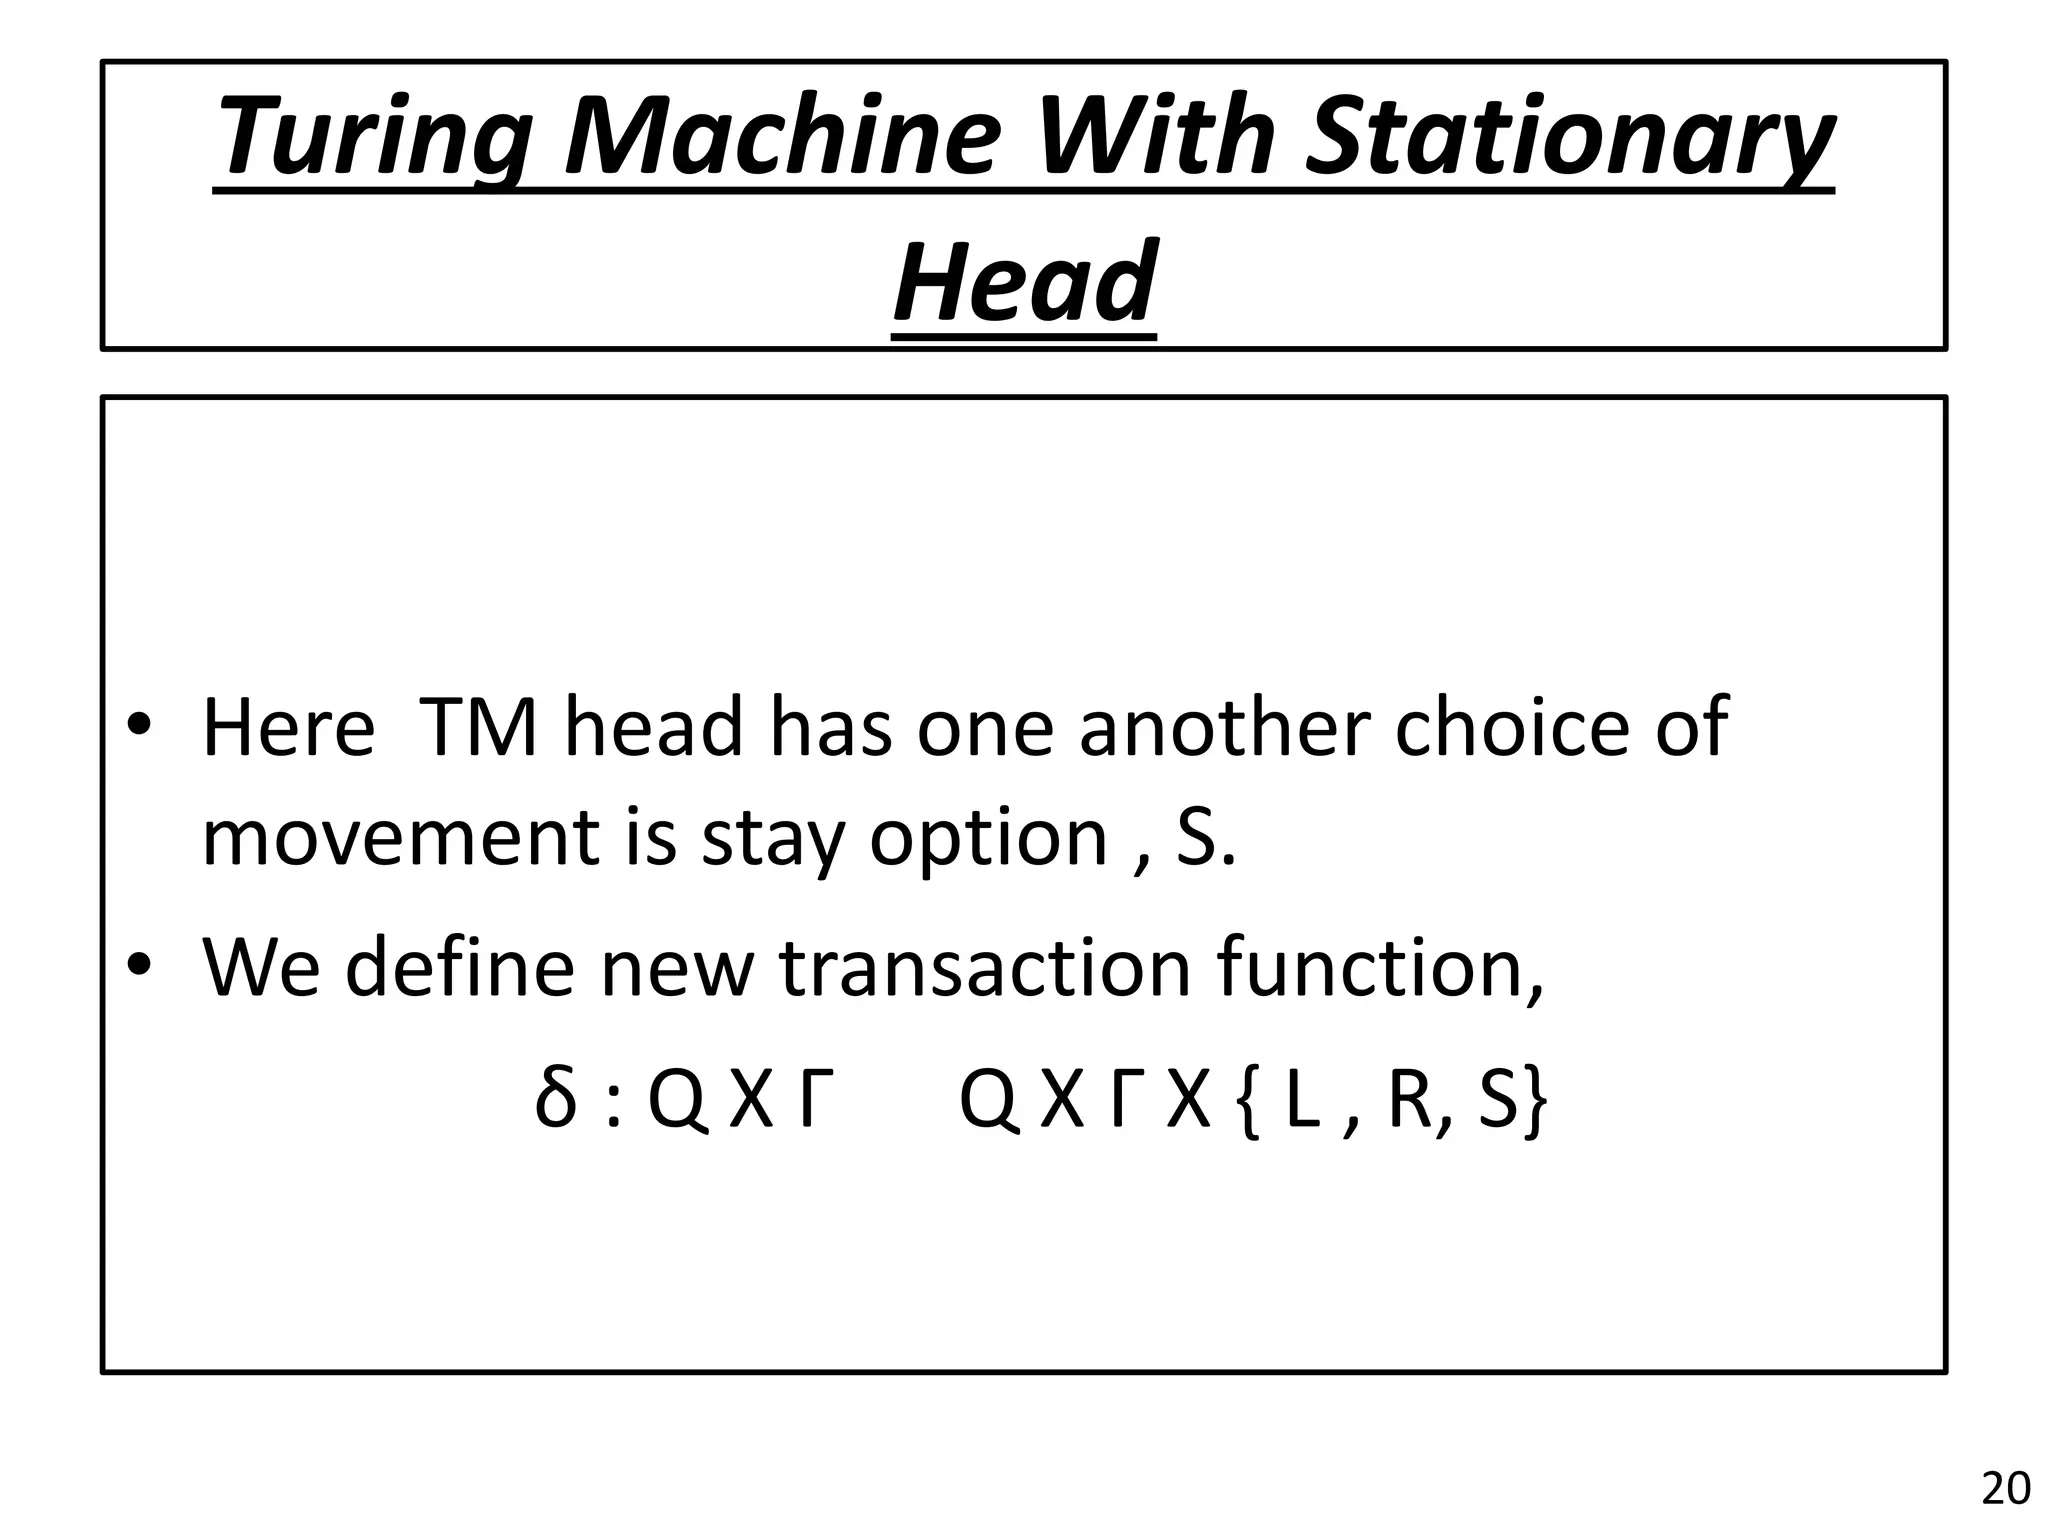 Turing Machine With Stationary
Head
• Here  TM head has one another choice of
movement is stay option , S.
• We define new transaction function,
δ : Q X Γ      Q X Γ X { L , R, S}
20